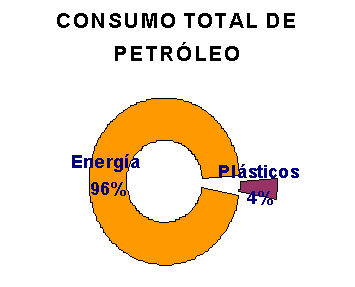 CONSUMO TOTAL DE
PETRÓLEO
Energía
96%
Plásticos
4%